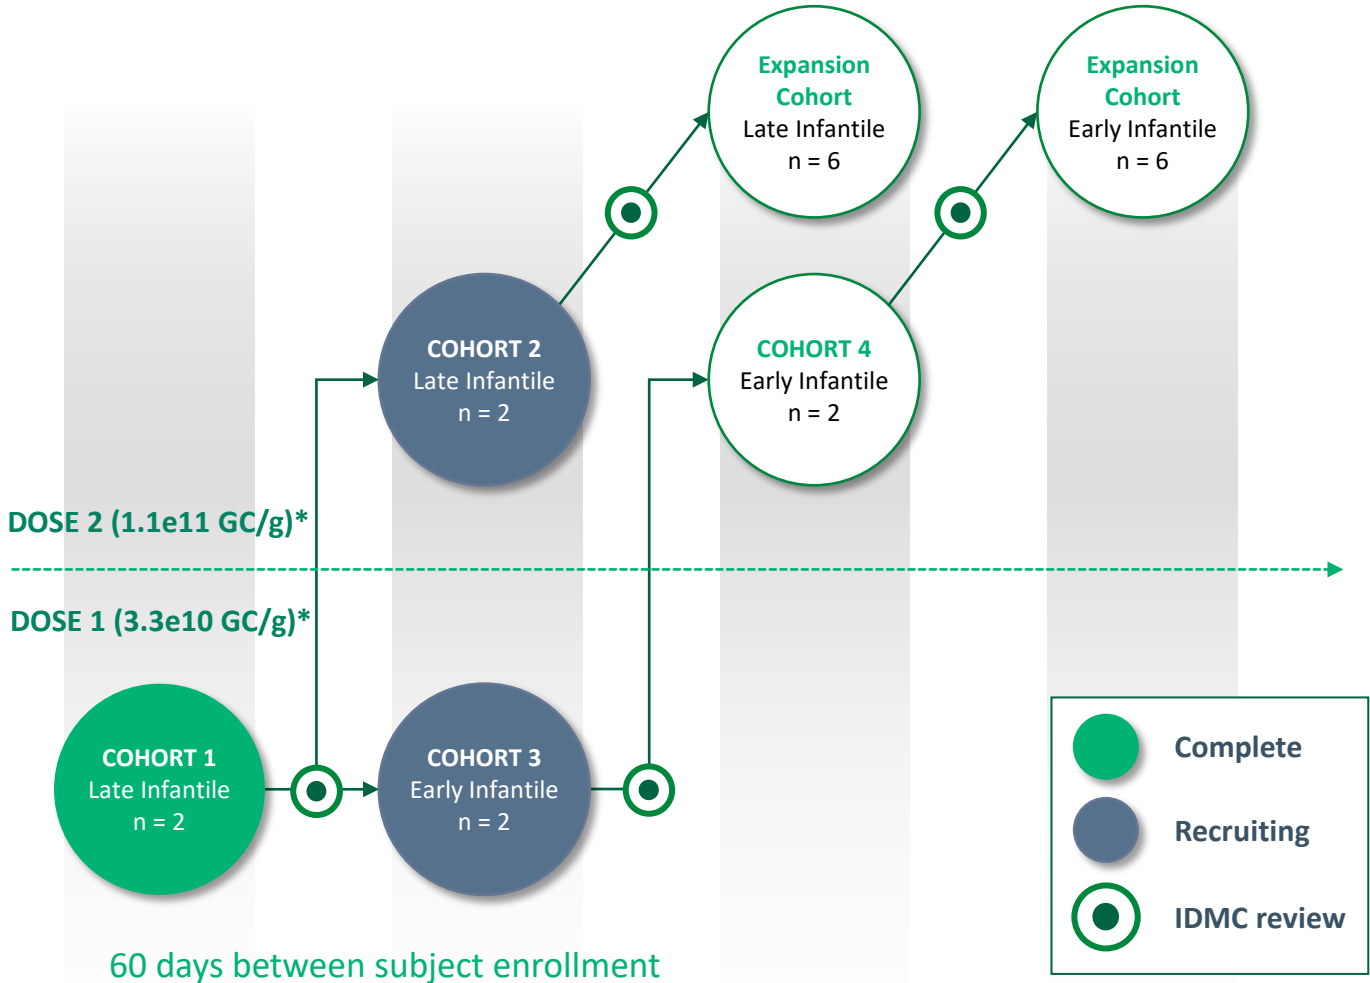 Expansion
Cohort
Late Infantile
n = 6
Expansion
Cohort
Early Infantile
n = 6
COHORT 2
Late Infantile
n = 2
COHORT 4
Early Infantile
n = 2
DOSE 2 (1.1e11 GC/g)*
DOSE 1 (3.3e10 GC/g)*
COHORT 1
Late Infantile
n = 2
COHORT 3
Early Infantile
n = 2
Complete
Recruiting
IDMC review
60 days between subject enrollment